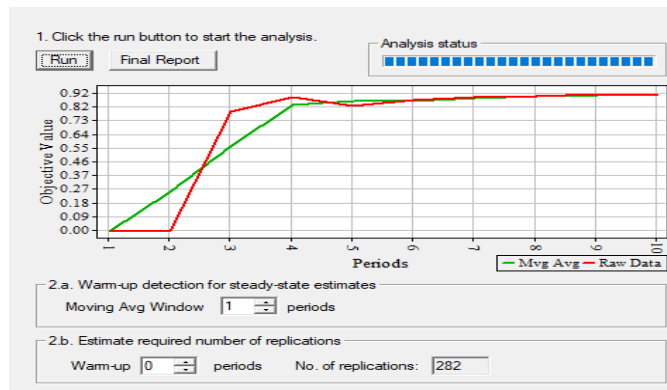 1. Click the run button to start the analysis.
Run
Final Report
Analysis status
Objective Value
0.92
0.82
0.73
0.64
0.55
0.46
0.37
0.27
0.18
0.09
0.00
1
2
3
4
5
6
7
8
9
10
Periods
Mvg Avg
Raw Data
2.a. Warm-up detection for steady-state estimates
Moving Avg Window 1 periods
2.b. Estimate required number of replications
Warm-up 0 periods No. of replications: 282